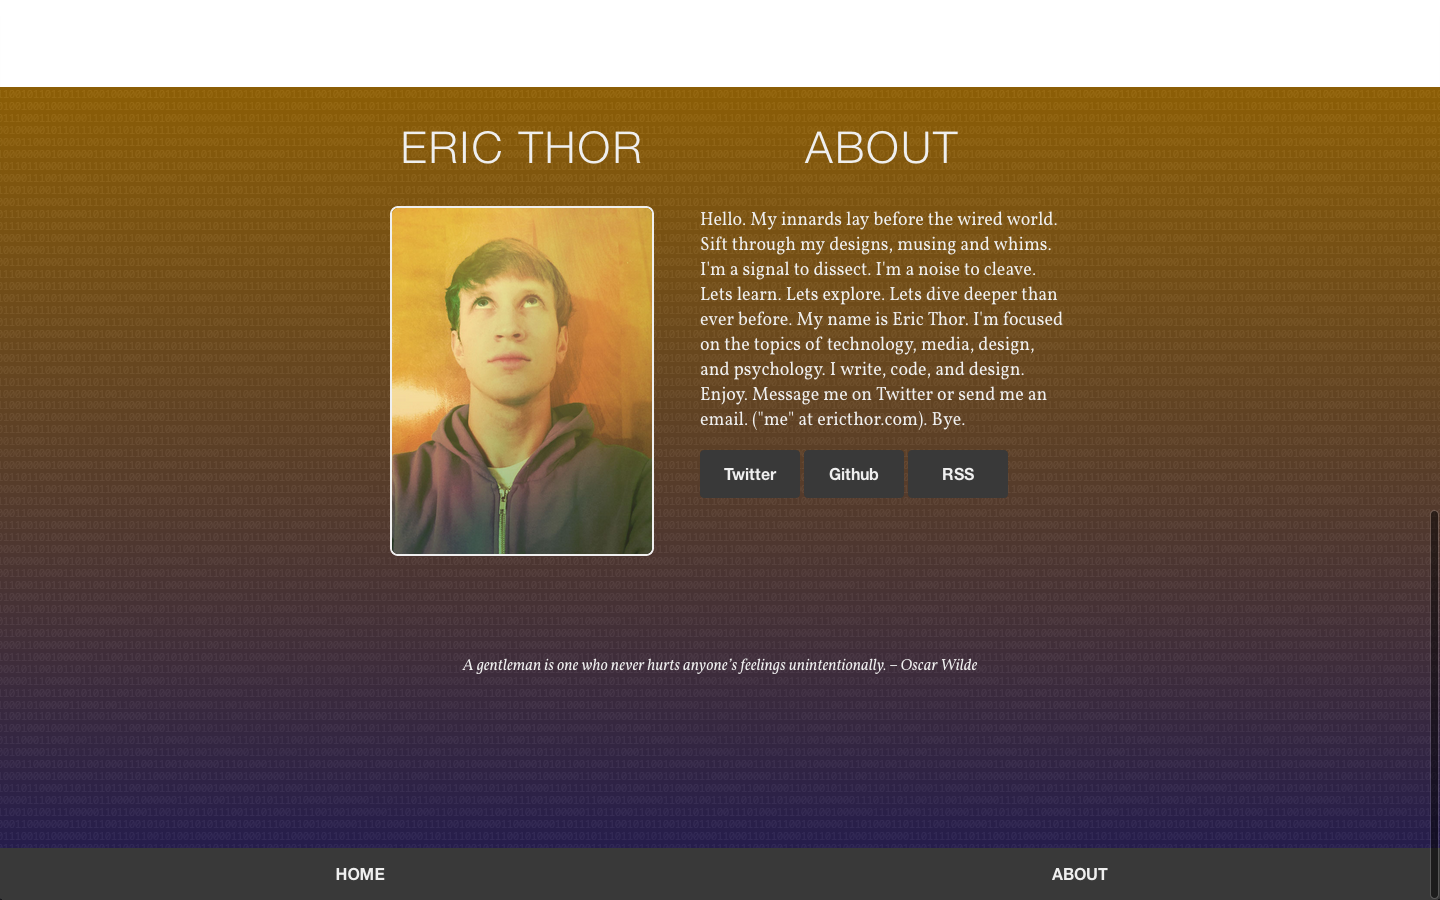 ERIC THOR
ABOUT
Hello. My innards lay before the wired world.
Sift through my designs, musing and whims.
I'm a signal to dissect. I'm a noise to cleave.
Lets learn. Lets explore. Lets dive deeper than
ever before. My name is Eric Thor. I'm focused
on the topics of technology, media, design,
and psychology. I write, code, and design.
Enjoy. Message me on Twitter or send me an
email. ("me" at ericthor.com). Bye.
Twitter
Github
RSS
A gentleman is one who never hurts anyone's feelings unintentionally. – Oscar Wilde
HOME
ABOUT